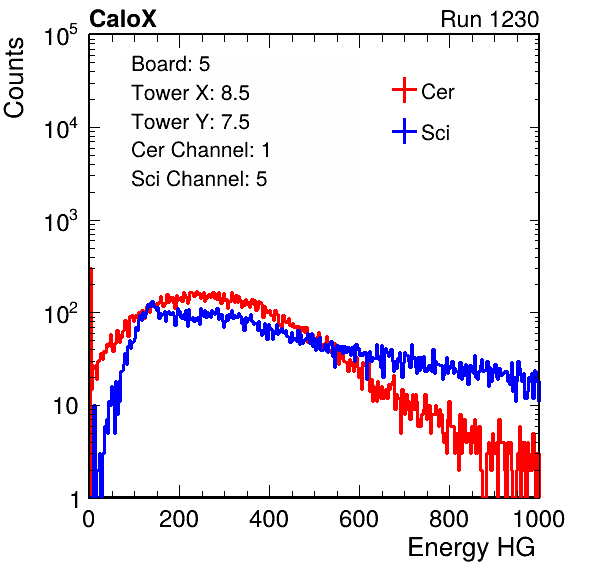 CaloX Run 1230
Counts
10^5
10^4
10^3
10^2
10
1
Board: 5
Tower X: 8.5
Tower Y: 7.5
Cer Channel: 1
Sci Channel: 5
Cer
Sci
0 200 400 600 800 1000
Energy HG